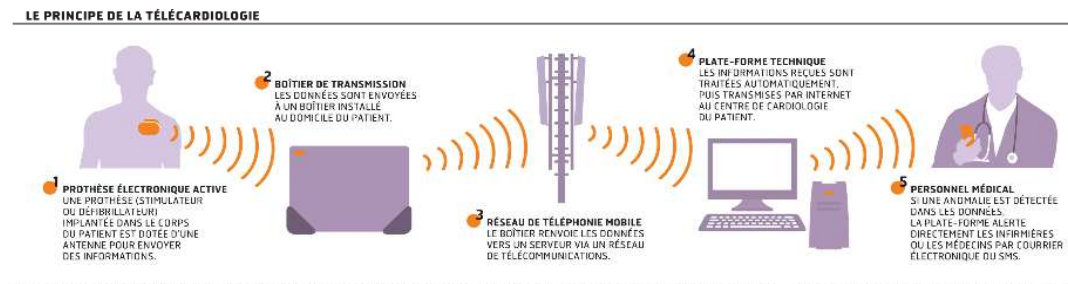 LE PRINCIPE DE LA TÉLÉCARDIOLOGIE
1
PROTHÈSE ÉLECTRONIQUE ACTIVE
UNE PROTHÈSE (STIMULATEUR
OU DÉFIBRILLATEUR)
IMPLANTÉE DANS LE CORPS
DU PATIENT EST DOTÉE D'UNE
ANTENNE POUR ENVOYER
DES INFORMATIONS.
2
BOÎTIER DE TRANSMISSION
LES DONNÉES SONT ENVOYÉES
À UN BOÎTIER INSTALLÉ
AU DOMICILE DU PATIENT.
3
RÉSEAU DE TÉLÉPHONIE MOBILE
LE BOÎTIER RENVOIE LES DONNÉES
VERS UN SERVEUR VIA UN RÉSEAU
DE TÉLÉCOMMUNICATIONS.
4
PLATE-FORME TECHNIQUE
LES INFORMATIONS REÇUES SONT
TRAITÉES AUTOMATIQUEMENT,
PUIS TRANSMISES PAR INTERNET
AU CENTRE DE CARDIOLOGIE
DU PATIENT.
5
PERSONNEL MÉDICAL
SI UNE ANOMALIE EST DÉTECTÉE
DANS LES DONNÉES,
LA PLATE-FORME ALERTE
DIRECTEMENT LES INFIRMIÈRES
OU LES MÉDECINS PAR COURRIER
ÉLECTRONIQUE OU SMS.